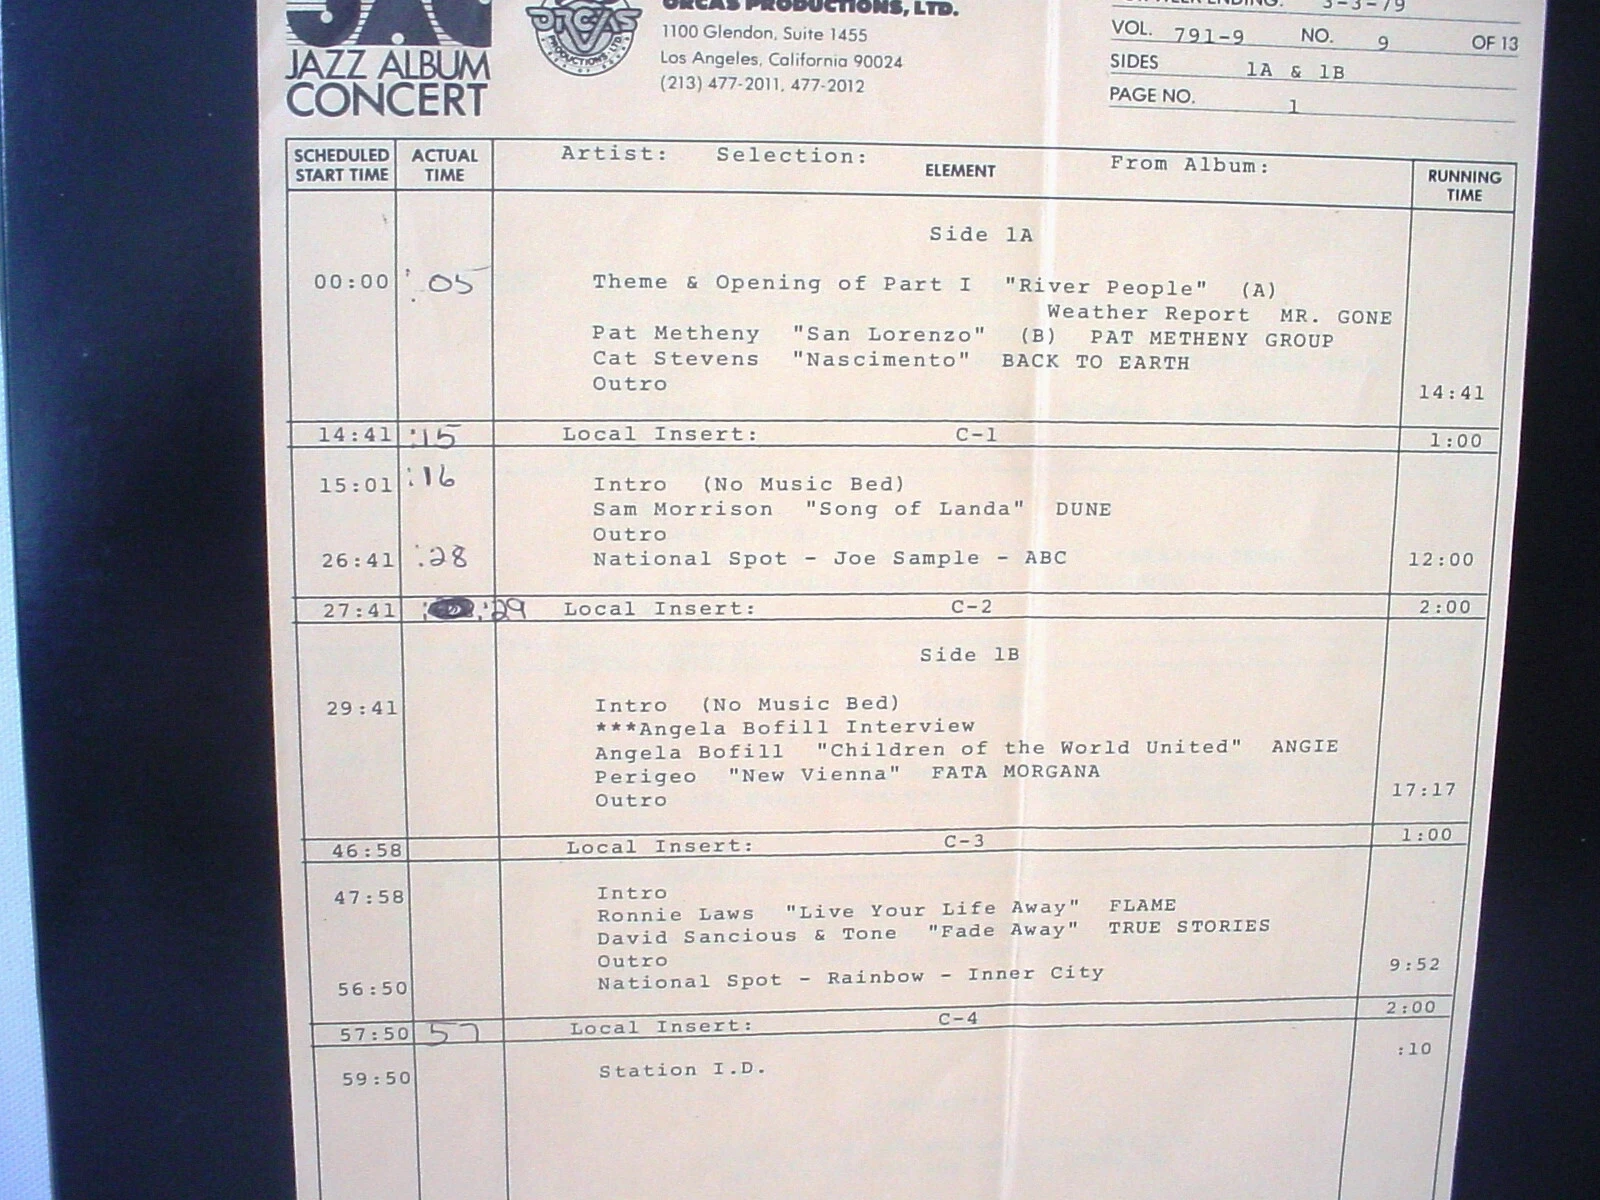 JAZZ ALBUM
CONCERT
ORCAS PRODUCTIONS, LTD.
1100 Glendon, Suite 1455
Los Angeles, California 90024
(213) 477-2011, 477-2012
ORCAS
PRODUCTIONS, LTD.
3-3-79
VOL. 791-9 NO. 9 OF 13
SIDES 1A & 1B
PAGE NO. 1
SCHEDULED START TIME ACTUAL TIME Artist: Selection: ELEMENT From Album: RUNNING TIME
Side 1A
00:00 :05 Theme & Opening of Part I "River People" (A)
Weather Report MR. GONE
Pat Metheny "San Lorenzo" (B) PAT METHENY GROUP
Cat Stevens "Nascimento" BACK TO EARTH
Outro 14:41
14:41 :15 Local Insert: C-1 1:00
15:01 :16 Intro (No Music Bed)
Sam Morrison "Song of Landa" DUNE
Outro
26:41 :28 National Spot - Joe Sample - ABC 12:00
27:41 :29 Local Insert: C-2 2:00
Side 1B
29:41 Intro (No Music Bed)
***Angela Bofill Interview
Angela Bofill "Children of the World United" ANGIE
Perigeo "New Vienna" FATA MORGANA
Outro 17:17
46:58 Local Insert: C-3 1:00
47:58 Intro
Ronnie Laws "Live Your Life Away" FLAME
David Sancious & Tone "Fade Away" TRUE STORIES
Outro 9:52
56:50 National Spot - Rainbow - Inner City
57:50 57 Local Insert: C-4 2:00
59:50 Station I.D. :10